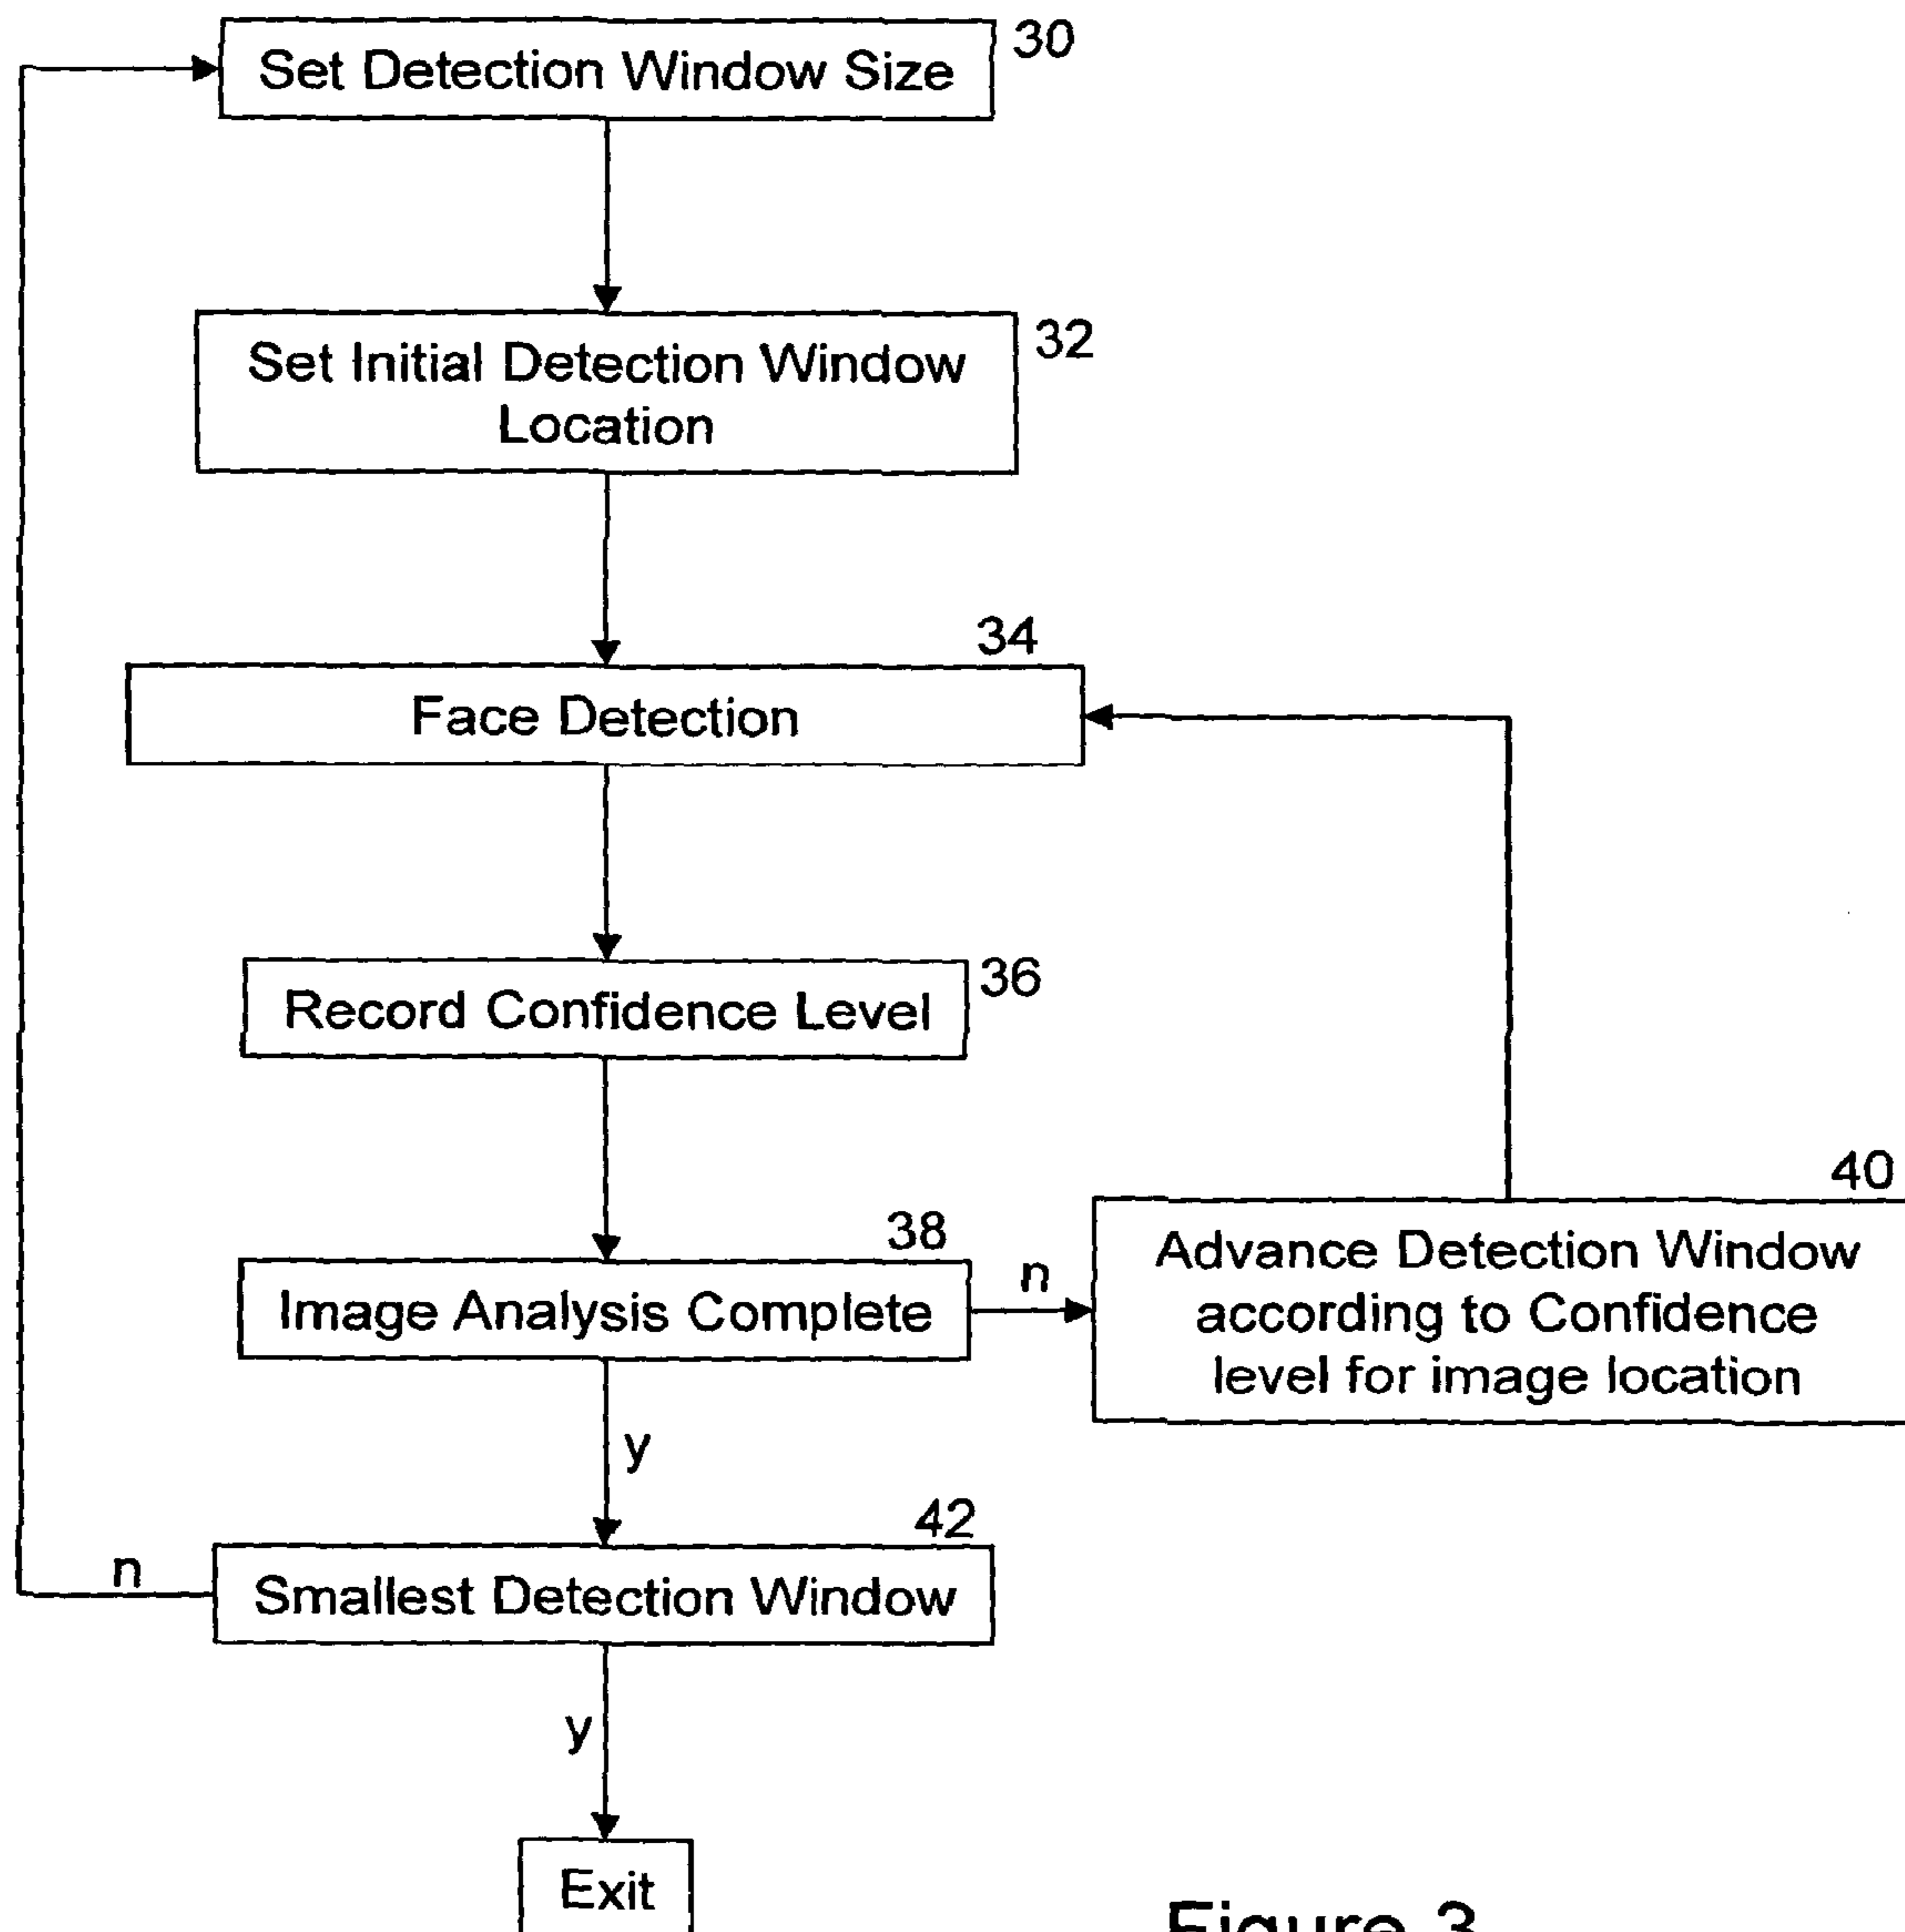 Set Detection Window Size
30
Set Initial Detection Window
Location
32
34
Face Detection
Record Confidence Level
36
38
Image Analysis Complete
n
40
Advance Detection Window
according to Confidence
level for image location
y
42
n
Smallest Detection Window
y
Exit
Figure 3